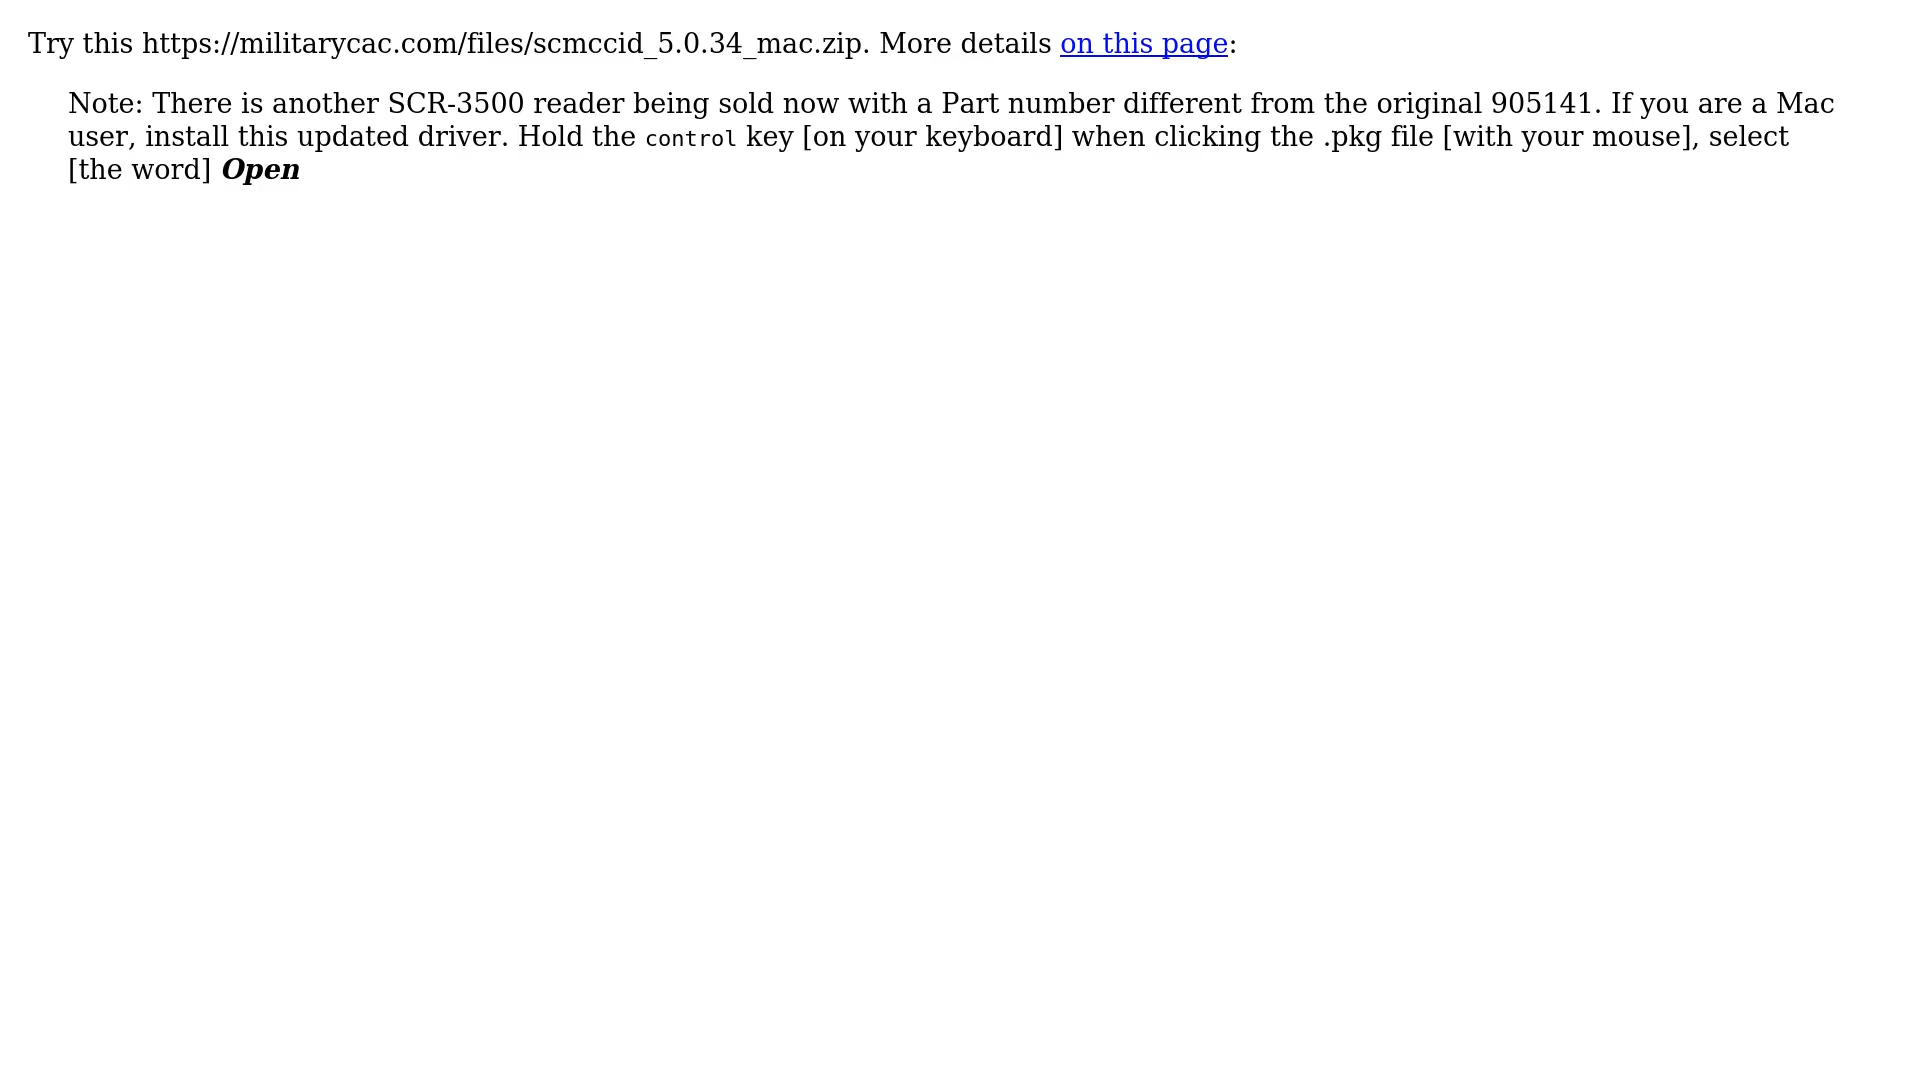 Try this https://militarycac.com/files/scmccid_5.0.34_mac.zip. More details on this page:
Note: There is another SCR-3500 reader being sold now with a Part number different from the original 905141. If you are a Mac
user, install this updated driver. Hold the control key [on your keyboard] when clicking the .pkg file [with your mouse], select
[the word] Open